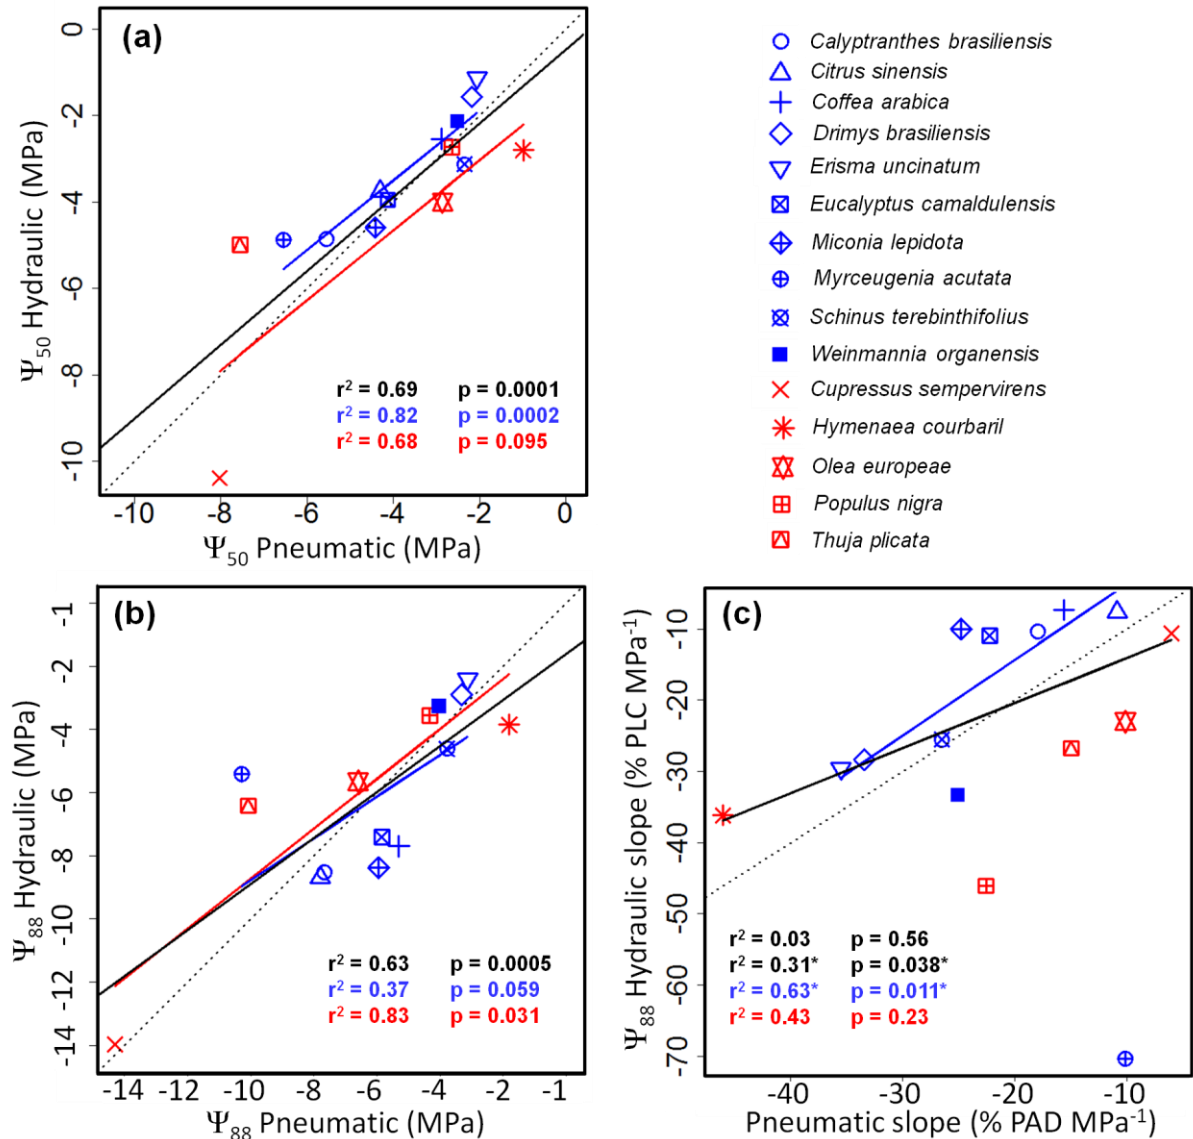 (a)
0
-2
-4
-6
-8
-10
Ψ50 Hydraulic (MPa)
r² = 0.69 p = 0.0001
r² = 0.82 p = 0.0002
r² = 0.68 p = 0.095
-10 -8 -6 -4 -2 0
Ψ50 Pneumatic (MPa)
Calyptranthes brasiliensis
Citrus sinensis
Coffea arabica
Drimys brasiliensis
Erisma uncinatum
Eucalyptus camaldulensis
Miconia lepidota
Myrceugenia acutata
Schinus terebinthifolius
Weinmannia organensis
Cupressus sempervirens
Hymenaea courbaril
Olea europeae
Populus nigra
Thuja plicata
(b)
-1
-2
-4
-6
-8
-10
-12
-14
Ψ88 Hydraulic (MPa)
r² = 0.63 p = 0.0005
r² = 0.37 p = 0.059
r² = 0.83 p = 0.031
-14 -12 -10 -8 -6 -4 -2 -1
Ψ88 Pneumatic (MPa)
(c)
-10
-20
-30
-40
-50
-60
-70
Ψ88 Hydraulic slope (% PLC MPa⁻¹)
r² = 0.03 p = 0.56
r² = 0.31* p = 0.038*
r² = 0.63* p = 0.011*
r² = 0.43 p = 0.23
-40 -30 -20 -10
Pneumatic slope (% PAD MPa⁻¹)